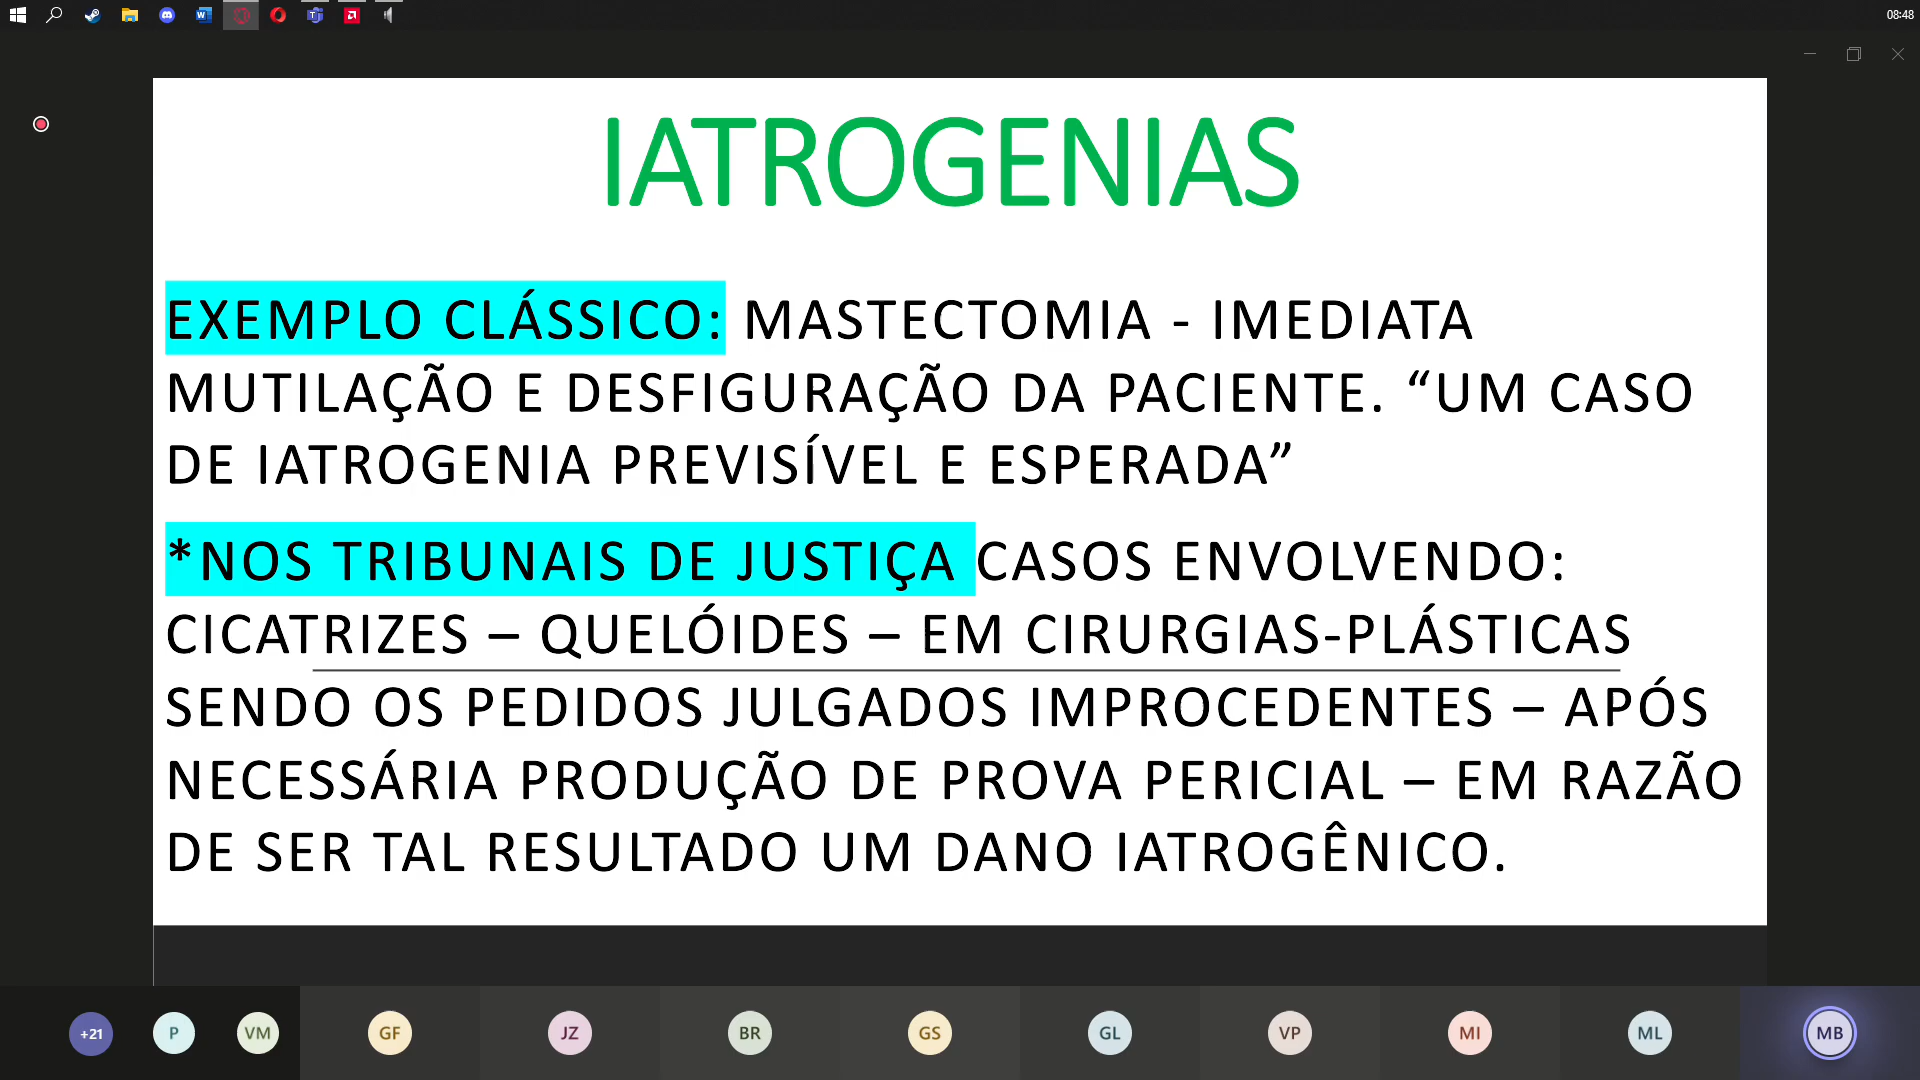 08:48
IATROGENIAS
EXEMPLO CLÁSSICO: MASTECTOMIA - IMEDIATA
MUTILAÇÃO E DESFIGURAÇÃO DA PACIENTE. “UM CASO
DE IATROGENIA PREVISÍVEL E ESPERADA”
*NOS TRIBUNAIS DE JUSTIÇA CASOS ENVOLVENDO:
CICATRIZES – QUELÓIDES – EM CIRURGIAS-PLÁSTICAS
SENDO OS PEDIDOS JULGADOS IMPROCEDENTES – APÓS
NECESSÁRIA PRODUÇÃO DE PROVA PERICIAL – EM RAZÃO
DE SER TAL RESULTADO UM DANO IATROGÊNICO.
+21 P VM GF JZ BR GS GL VP MI ML MB